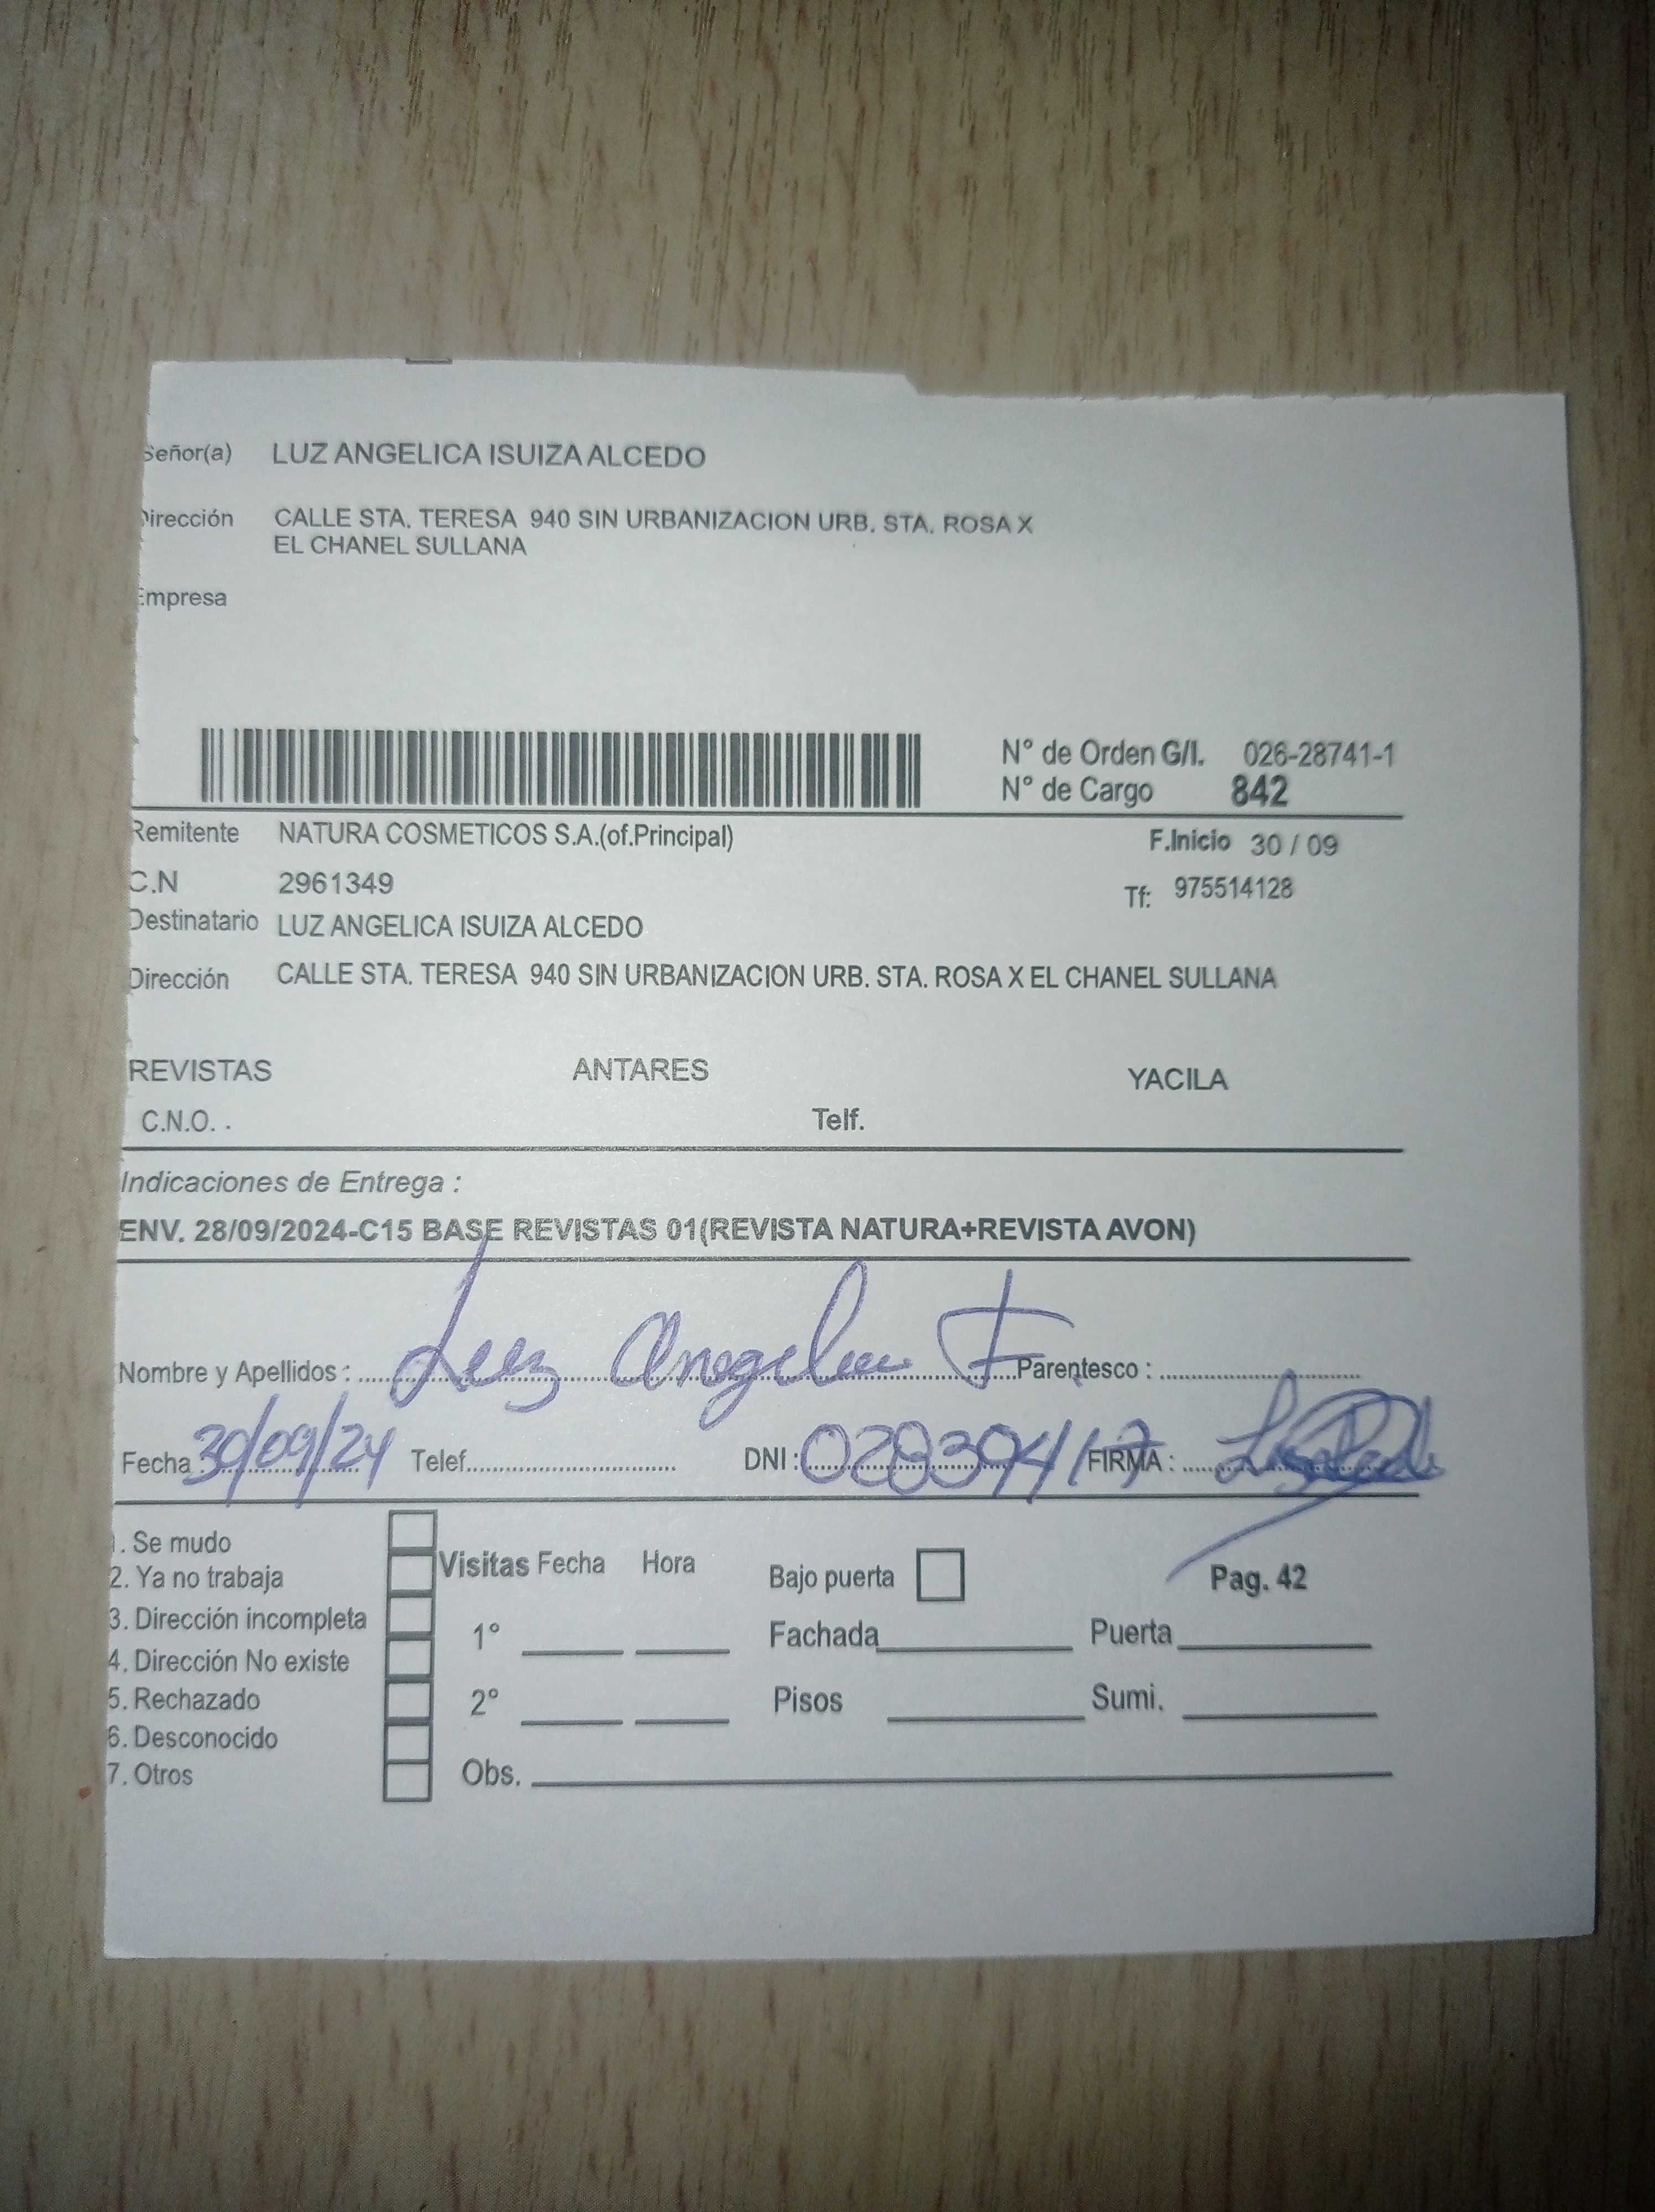 Señor(a) LUZ ANGELICA ISUIZA ALCEDO
Dirección CALLE STA. TERESA 940 SIN URBANIZACION URB. STA. ROSA X
EL CHANEL SULLANA
Empresa
N° de Orden G/I. 026-28741-1
N° de Cargo 842
Remitente NATURA COSMETICOS S.A.(of.Principal) F.Inicio 30 / 09
C.N 2961349 Tf: 975514128
Destinatario LUZ ANGELICA ISUIZA ALCEDO
Dirección CALLE STA. TERESA 940 SIN URBANIZACION URB. STA. ROSA X EL CHANEL SULLANA
REVISTAS ANTARES YACILA
C.N.O. . Telf.
Indicaciones de Entrega :
ENV. 28/09/2024-C15 BASE REVISTAS 01(REVISTA NATURA+REVISTA AVON)
Nombre y Apellidos : Luz Angelica I. Parentesco :
Fecha 30/09/24 Telef. DNI : FIRMA :
1. Se mudo
2. Ya no trabaja
3. Dirección incompleta
4. Dirección No existe
5. Rechazado
6. Desconocido
7. Otros
Visitas Fecha Hora Bajo puerta Pag. 42
1° Fachada Puerta
2° Pisos Sumi.
Obs.